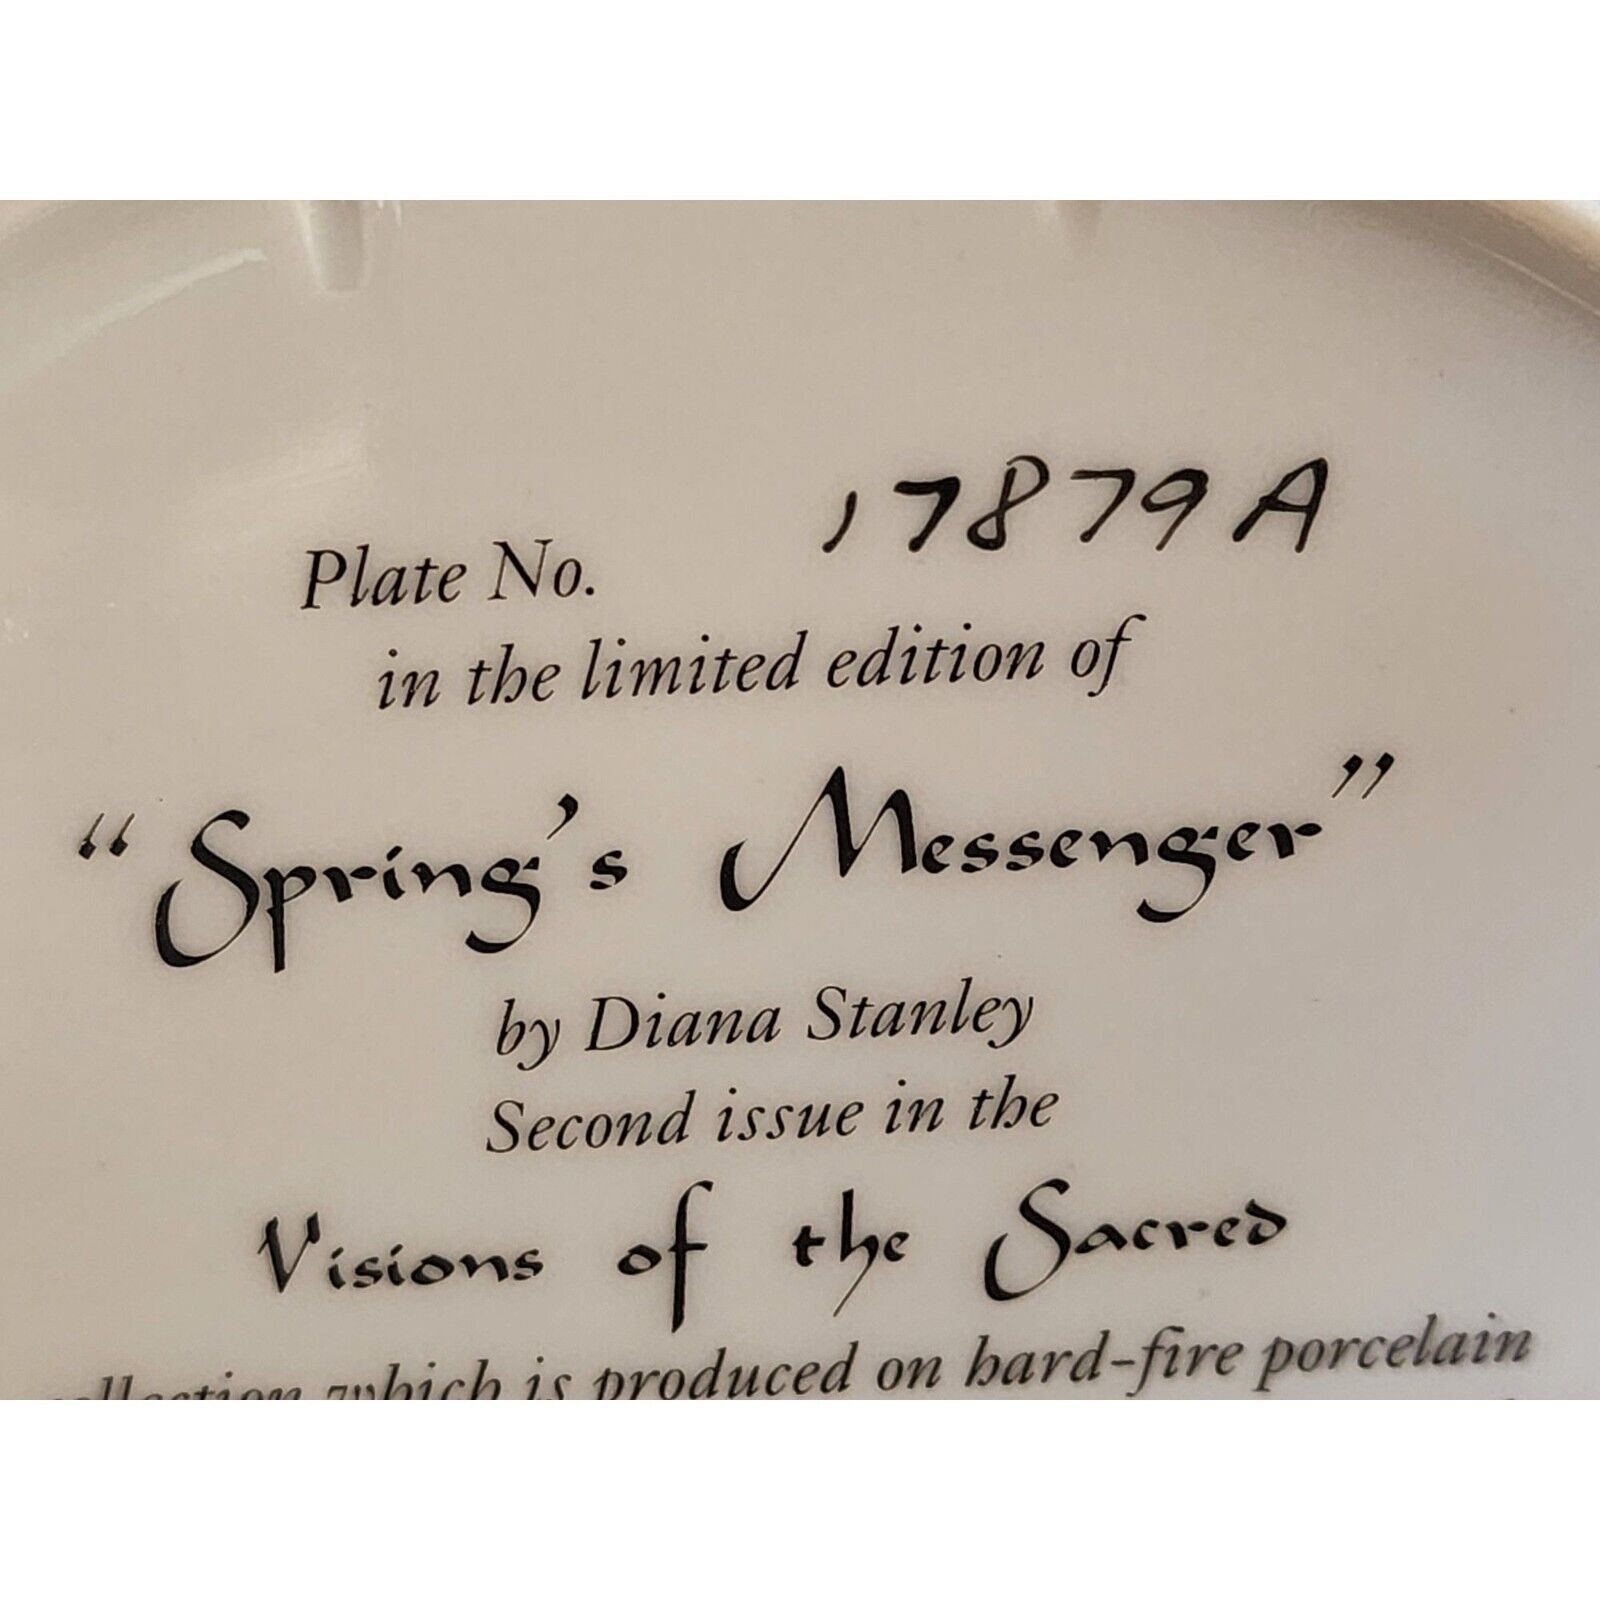 Plate No. 17879A
in the limited edition of
“Spring's Messenger”
by Diana Stanley
Second issue in the
Visions of the Sacred
collection which is produced on hard-fire porcelain